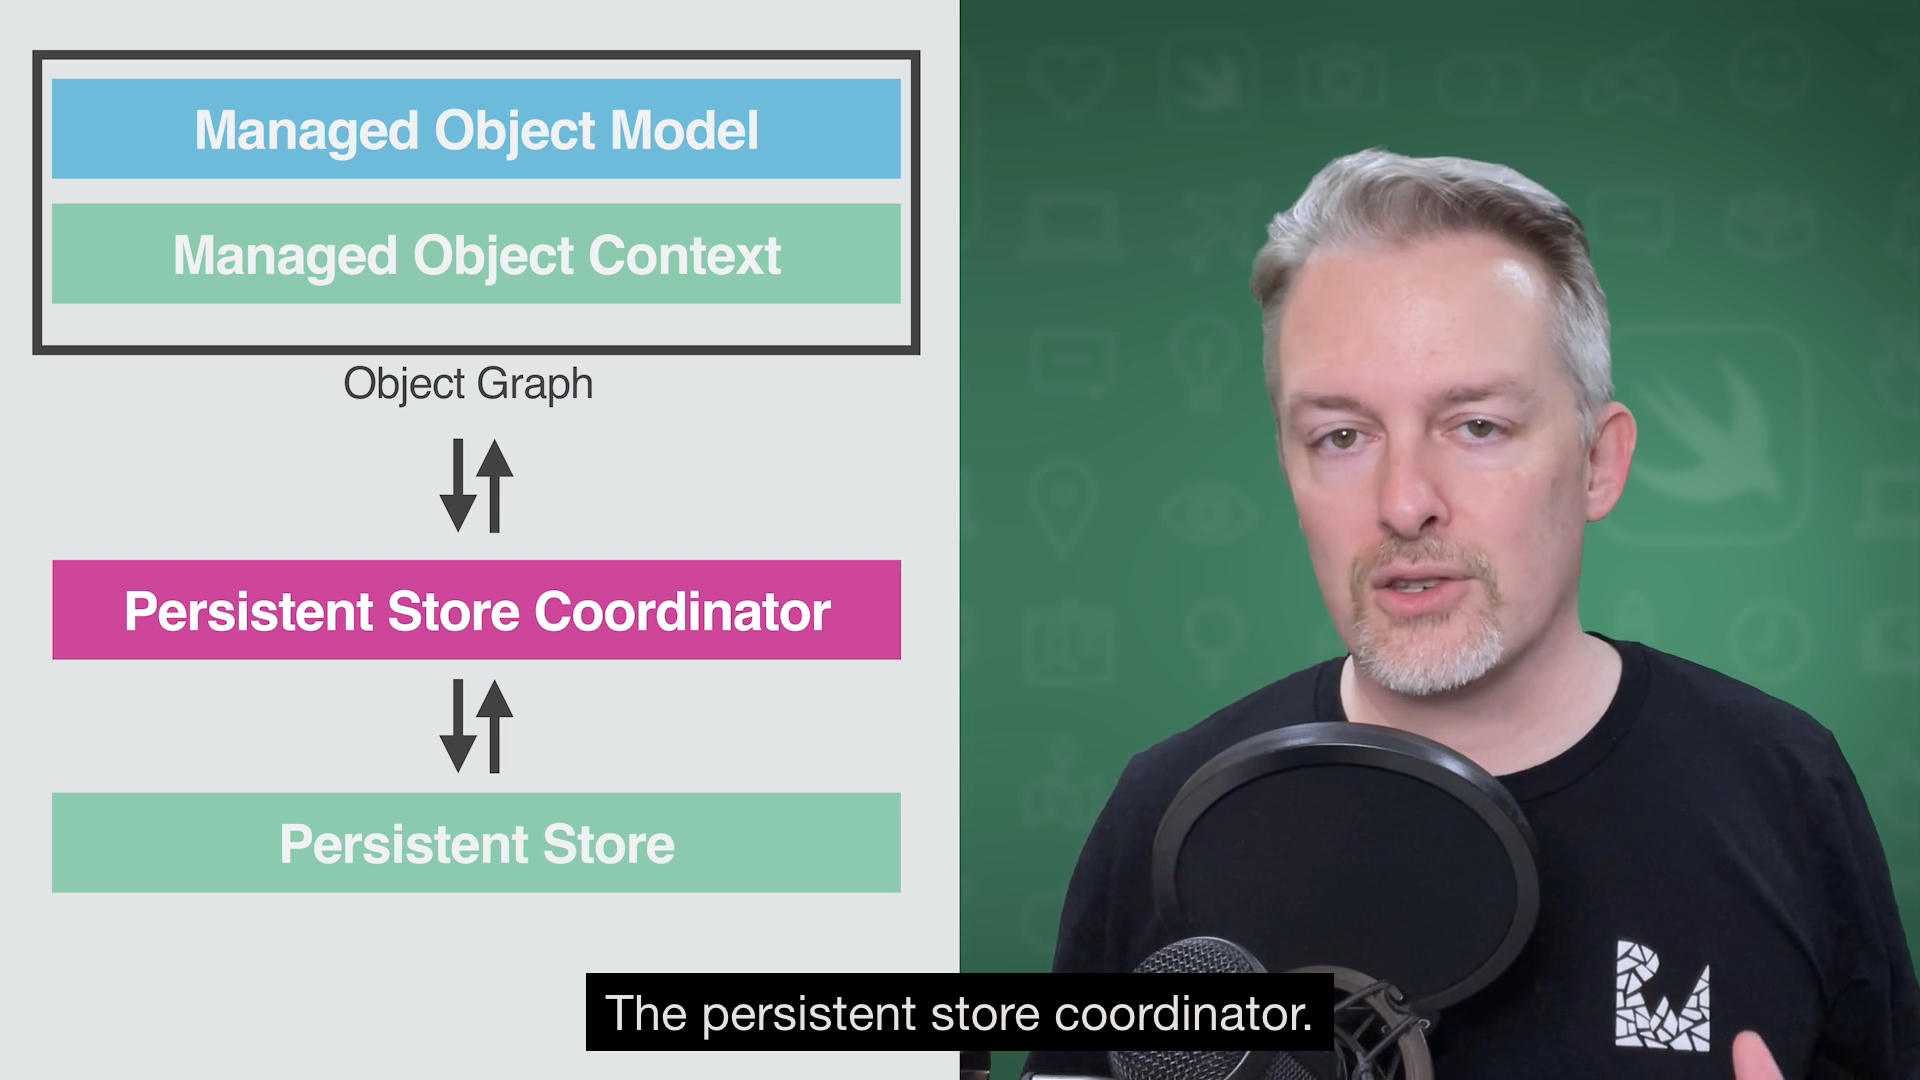 Managed Object Model
Managed Object Context
Object Graph
Persistent Store Coordinator
Persistent Store
The persistent store coordinator.